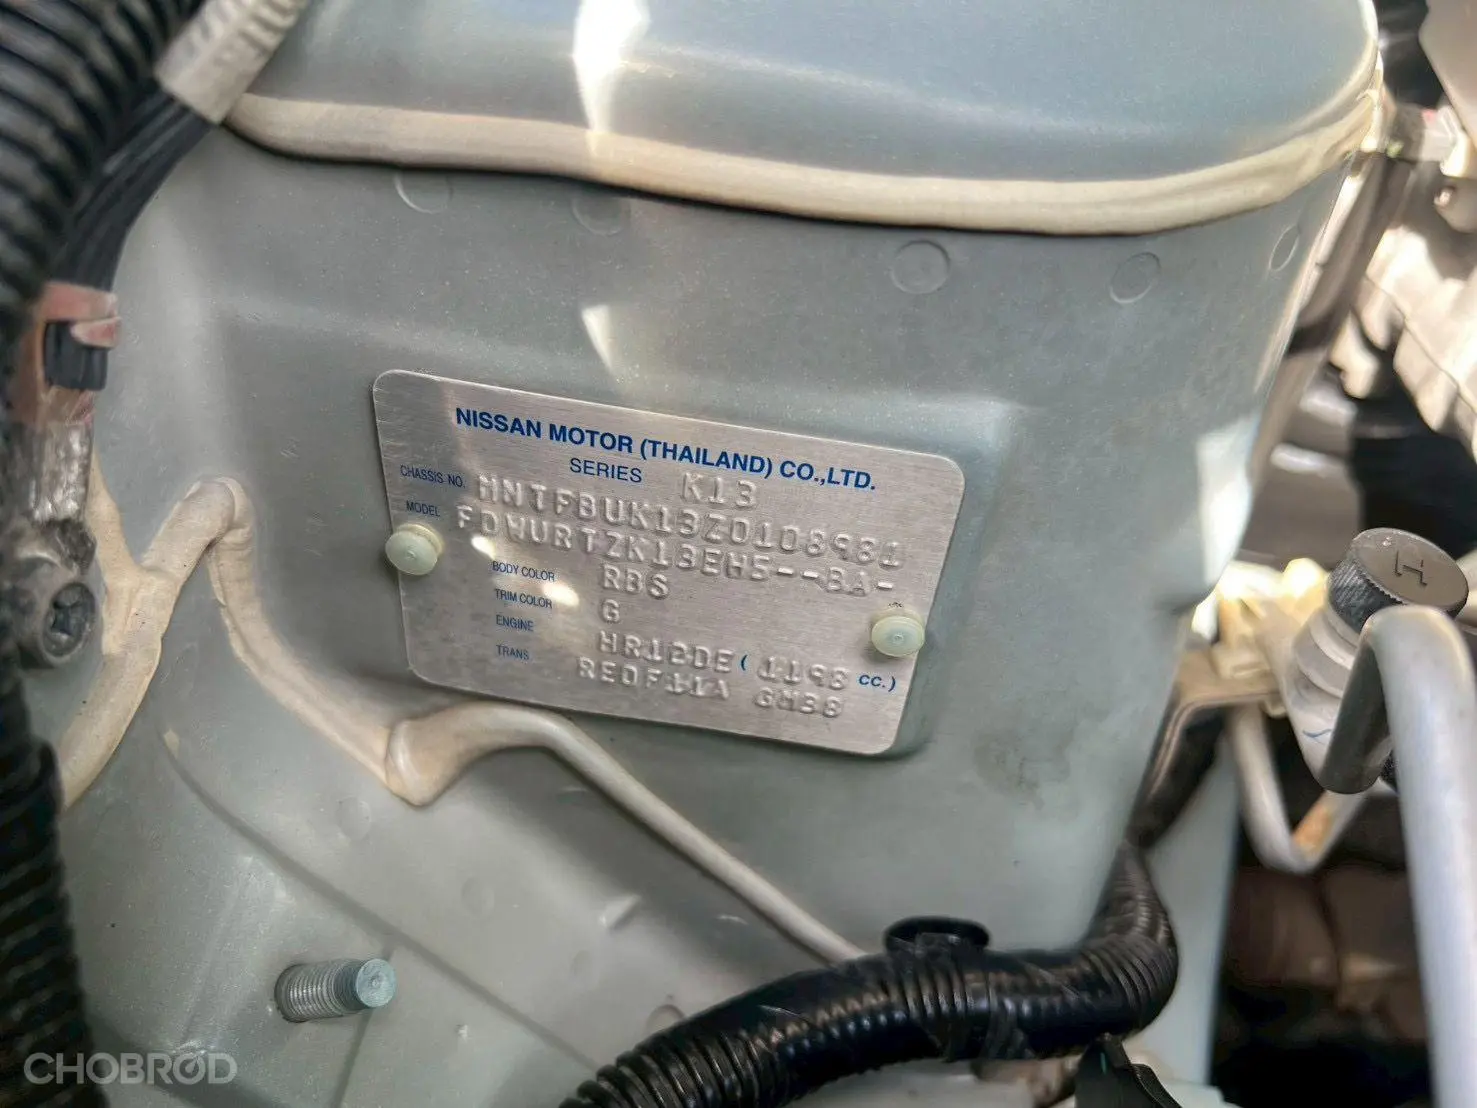 NISSAN MOTOR (THAILAND) CO.,LTD.
SERIES K13
CHASSIS NO. MNTFBUK13Z0108981
MODEL FDWURTZK13EH5--BA-
BODY COLOR RBS
TRIM COLOR G
ENGINE HR12DE (1198 cc.)
TRANS RE0F11A GM38
H
CHOBROD